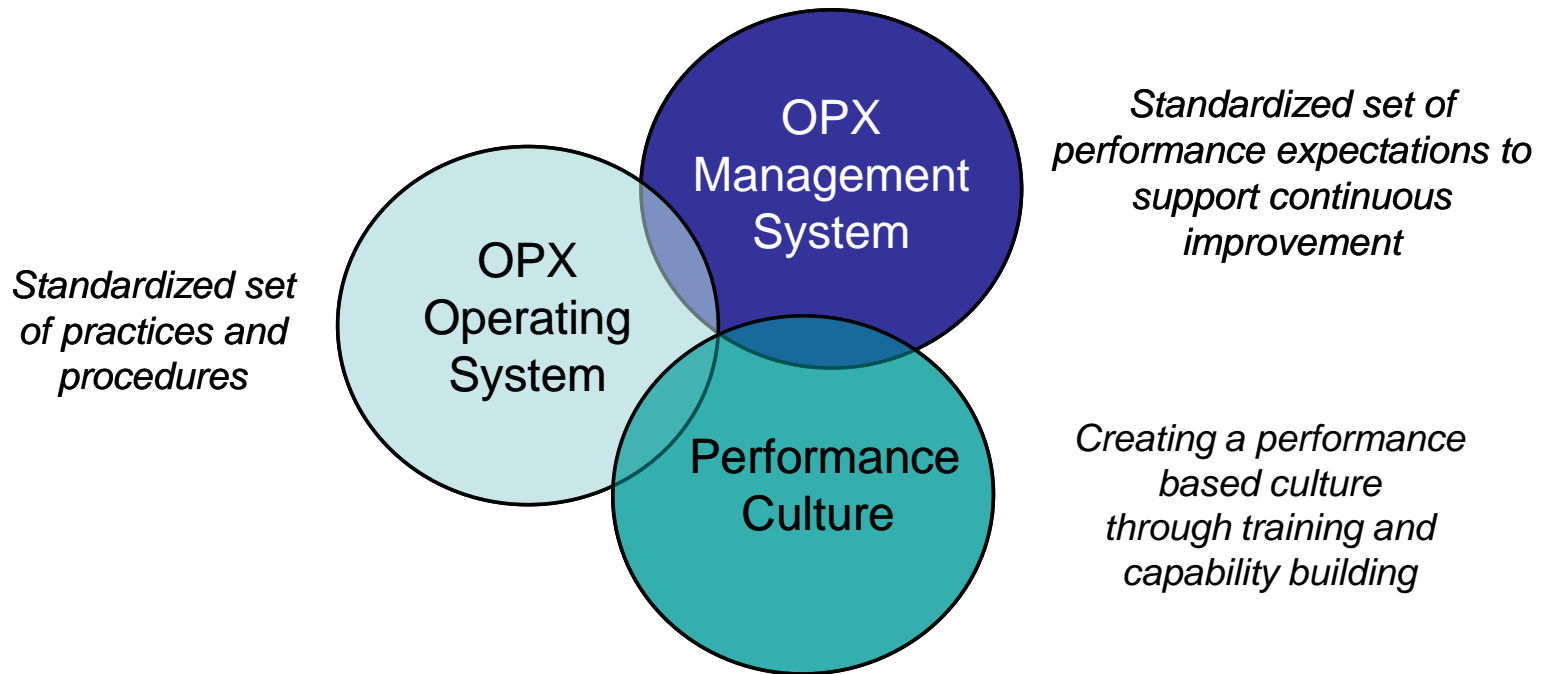 OPX
Management
System
Standardized set of
performance expectations to
support continuous
improvement
OPX
Operating
System
Standardized set
of practices and
procedures
Performance
Culture
Creating a performance
based culture
through training and
capability building